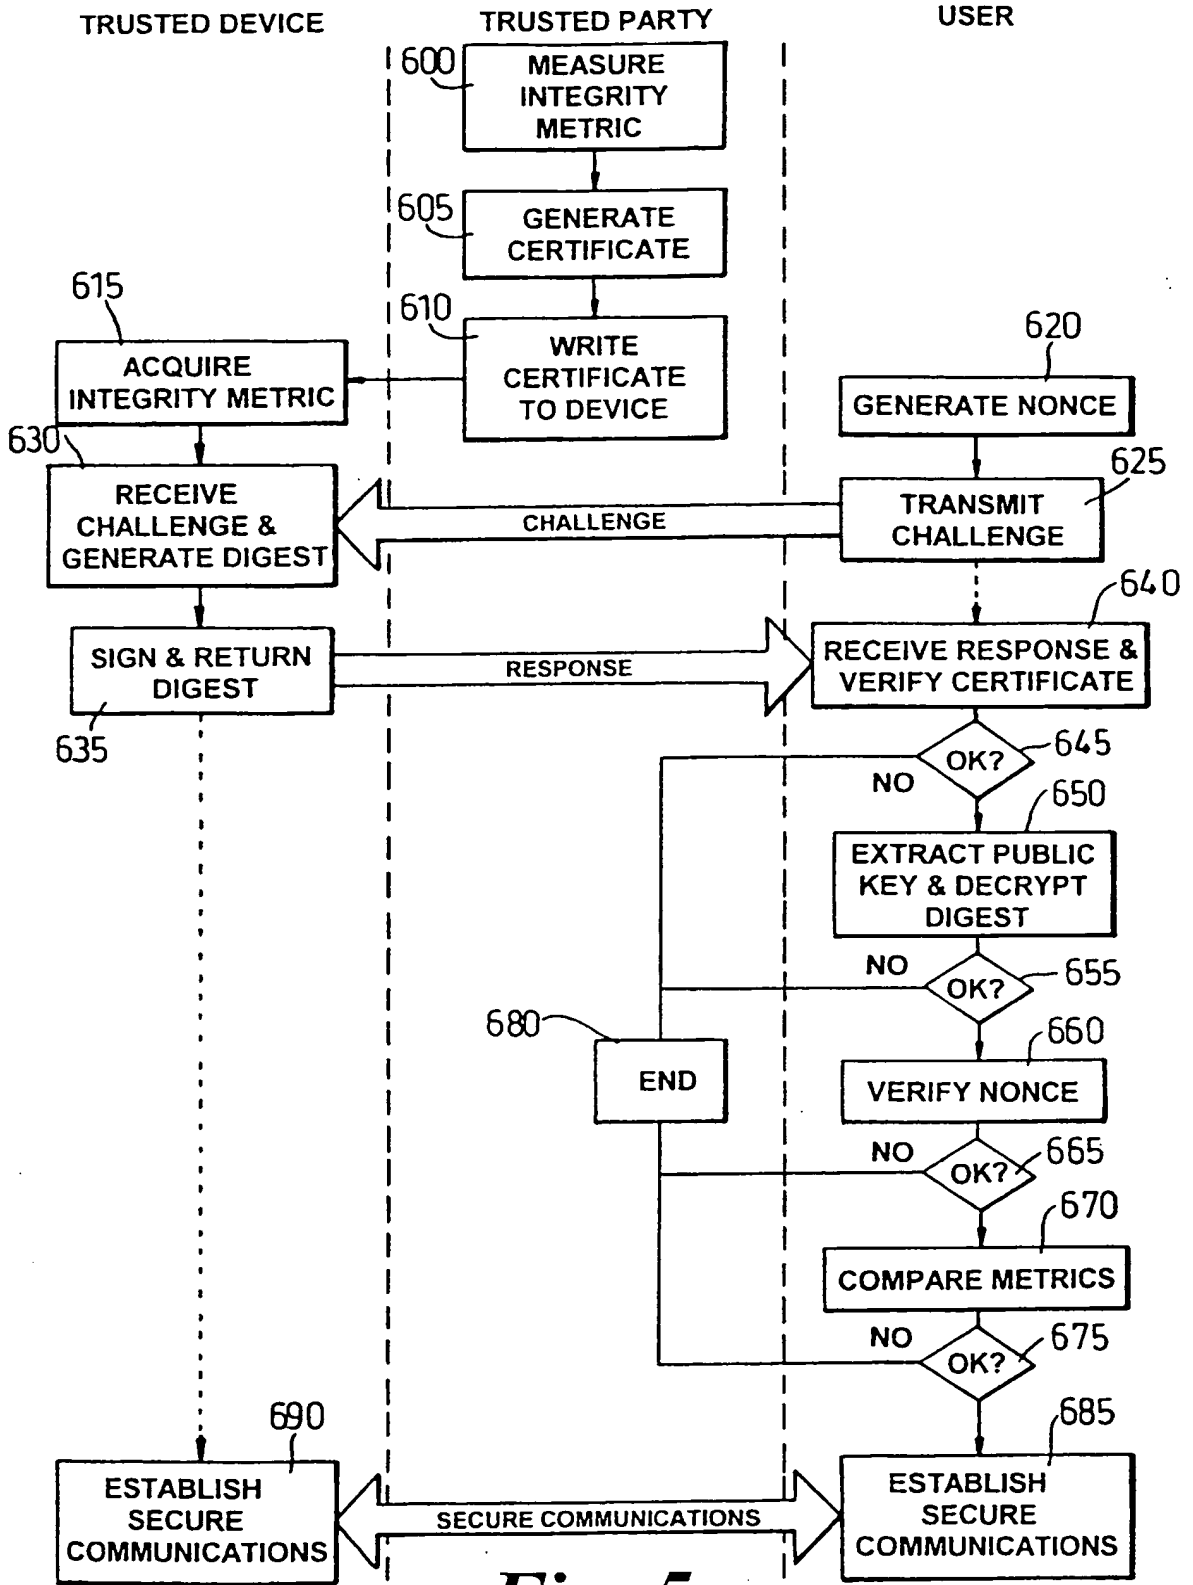 TRUSTED DEVICE
TRUSTED PARTY
USER
600
MEASURE
INTEGRITY
METRIC
605
GENERATE
CERTIFICATE
610
WRITE
CERTIFICATE
TO DEVICE
615
ACQUIRE
INTEGRITY METRIC
620
GENERATE NONCE
630
RECEIVE
CHALLENGE &
GENERATE DIGEST
CHALLENGE
625
TRANSMIT
CHALLENGE
SIGN & RETURN
DIGEST
635
RESPONSE
640
RECEIVE RESPONSE &
VERIFY CERTIFICATE
OK?
645
NO
650
EXTRACT PUBLIC
KEY & DECRYPT
DIGEST
NO
OK?
655
680
END
660
VERIFY NONCE
NO
OK?
665
670
COMPARE METRICS
NO
OK?
675
690
ESTABLISH
SECURE
COMMUNICATIONS
SECURE COMMUNICATIONS
685
ESTABLISH
SECURE
COMMUNICATIONS